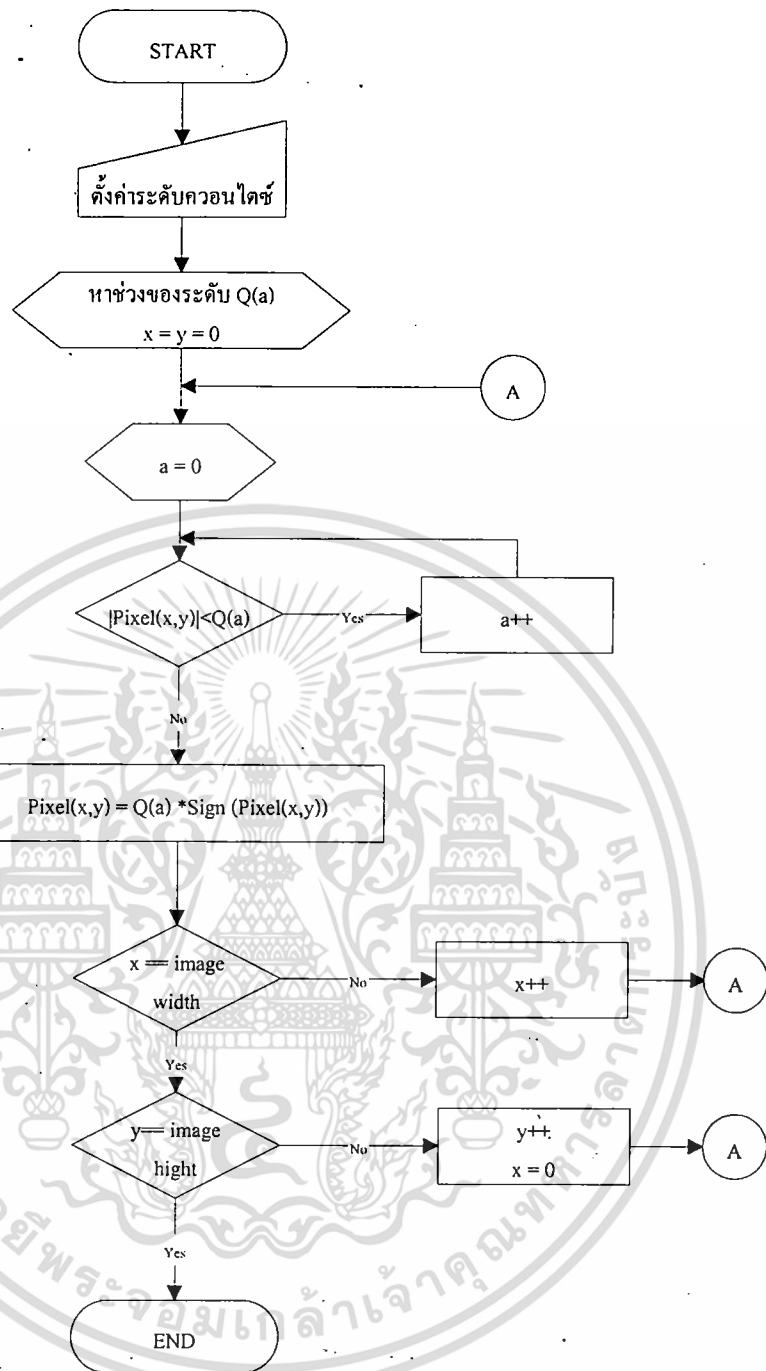 START
ตั้งค่าระดับควอนไตซ์
หาช่วงของระดับ Q(a)
x = y = 0
A
a = 0
|Pixel(x,y)|<Q(a)
Yes
a++
No
Pixel(x,y) = Q(a) *Sign (Pixel(x,y))
x == image
width
No
x++
A
Yes
y== image
hight
No
y++
x = 0
A
Yes
END